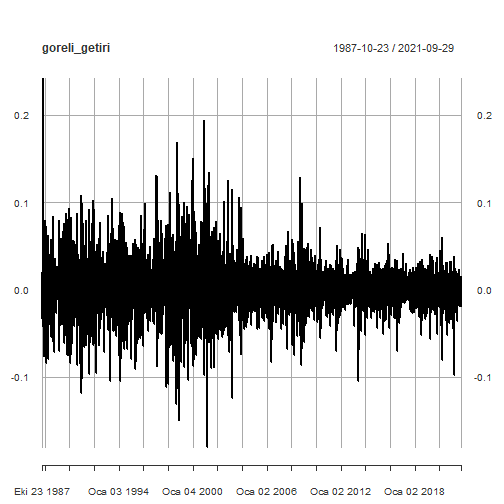 goreli_getiri 1987-10-23 / 2021-09-29
0.2 0.2
0.1 0.1
0.0 0.0
-0.1 -0.1
Eki 23 1987 Oca 03 1994 Oca 04 2000 Oca 02 2006 Oca 02 2012 Oca 02 2018